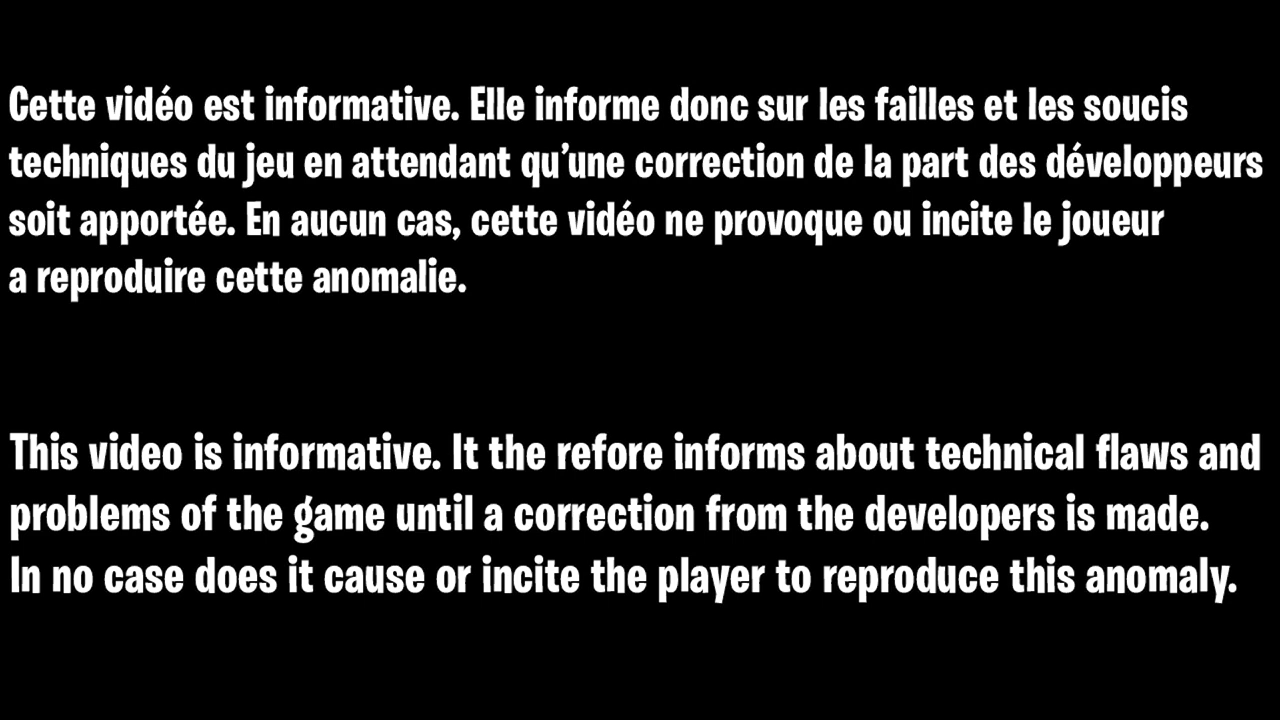 Cette vidéo est informative. Elle informe donc sur les failles et les soucis
techniques du jeu en attendant qu'une correction de la part des développeurs
soit apportée. En aucun cas, cette vidéo ne provoque ou incite le joueur
a reproduire cette anomalie.
This video is informative. It the refore informs about technical flaws and
problems of the game until a correction from the developers is made.
In no case does it cause or incite the player to reproduce this anomaly.